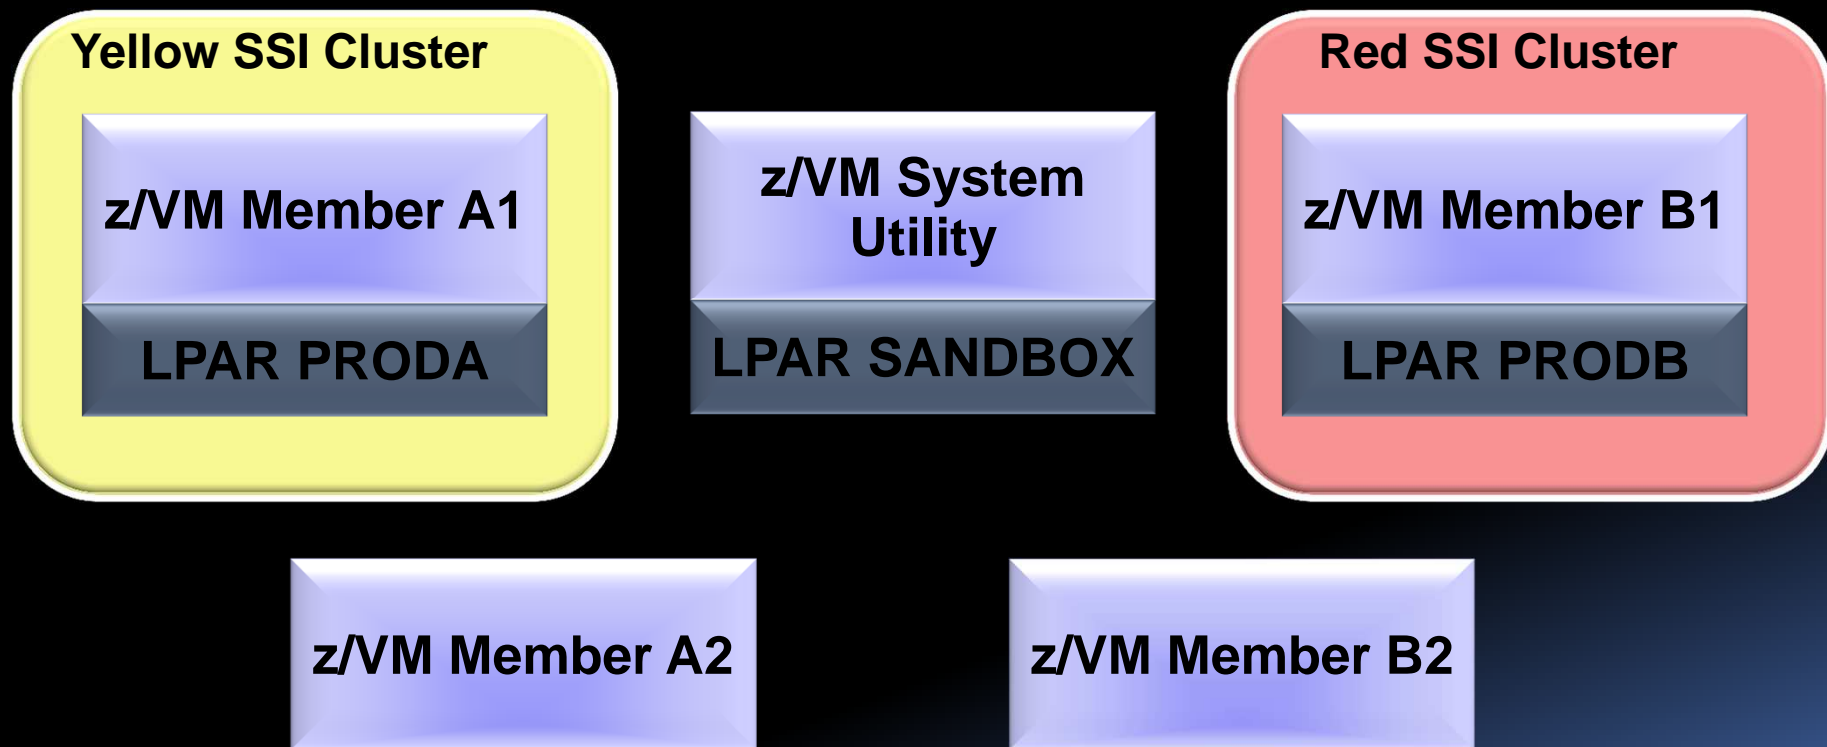 Yellow SSI Cluster
z/VM Member A1
LPAR PRODA
z/VM System
Utility
LPAR SANDBOX
Red SSI Cluster
z/VM Member B1
LPAR PRODB
z/VM Member A2
z/VM Member B2